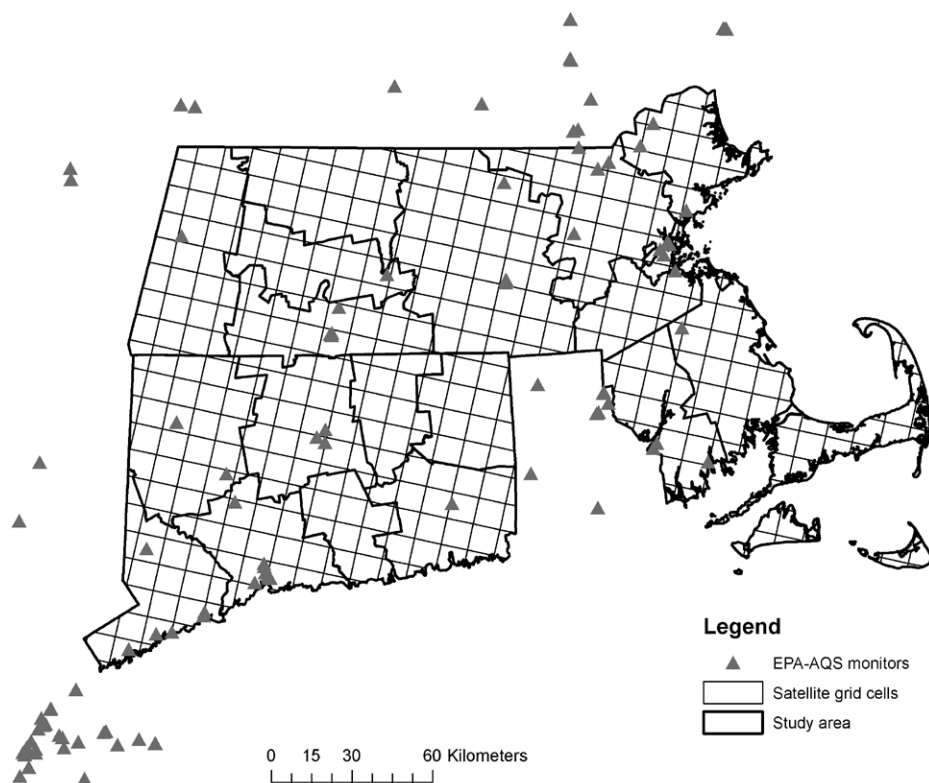 Legend
EPA-AQS monitors
Satellite grid cells
Study area
0 15 30 60 Kilometers